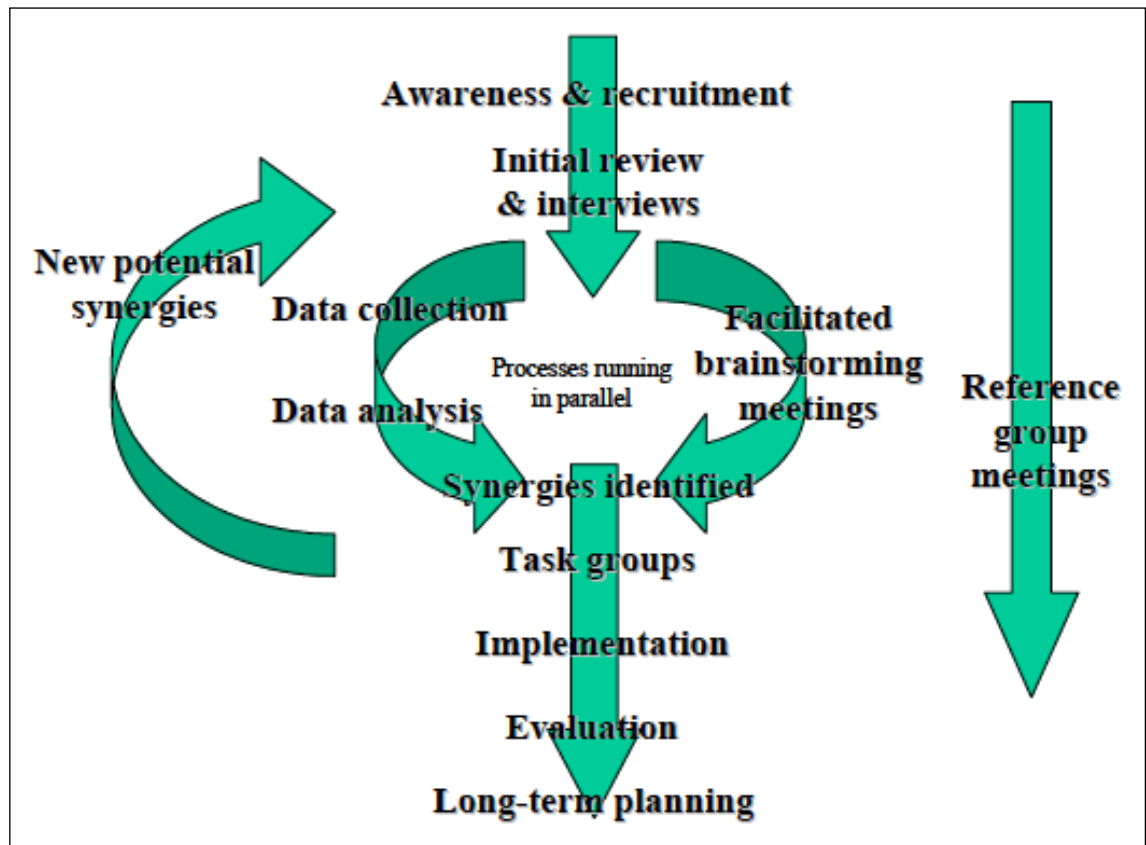 Awareness & recruitment
Initial review
& interviews
New potential
synergies
Data collection
Data analysis
Processes running
in parallel
Facilitated
brainstorming
meetings
Reference
group
meetings
Synergies identified
Task groups
Implementation
Evaluation
Long-term planning